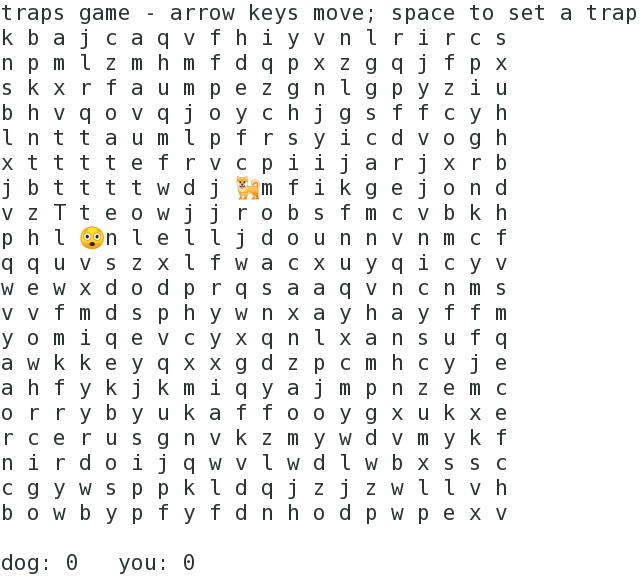 traps game - arrow keys move; space to set a trap
k b a j c a q v f h i y v n l r i r c s
n p m l z m h m f d q p x z g q j f p x
s k x r f a u m p e z g n l g p y z i u
b h v q o v q j o y c h j g s f f c y h
l n t t a u m l p f r s y i c d v o g h
x t t t t e f r v c p i i j a r j x r b
j b t t t t w d j 🐕m f i k g e j o n d
v z T t e o w j j r o b s f m c v b k h
p h l 😳n l e l l j d o u n n v n m c f
q q u v s z x l f w a c x u y q i c y v
w e w x d o d p r q s a a q v n c n m s
v v f m d s p h y w n x a y h a y f f m
y o m i q e v c y x q n l x a n s u f q
a w k k e y q x x g d z p c m h c y j e
a h f y k j k m i q y a j m p n z e m c
o r r y b y u k a f f o o y g x u k x e
r c e r u s g n v k z m y w d v m y k f
n i r d o i j q w v l w d l w b x s s c
c g y w s p p k l d q j z j z w l l v h
b o w b y p f y f d n h o d p w p e x v
dog: 0   you: 0